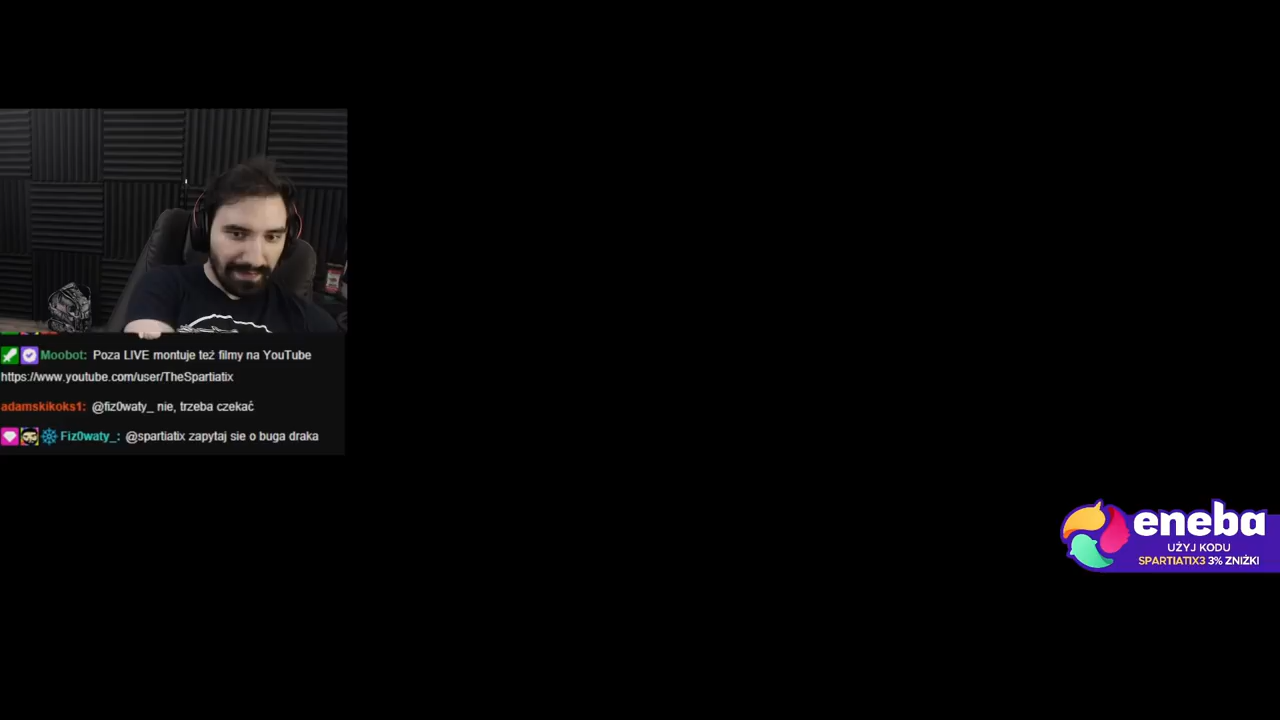 Moobot: Poza LIVE montuje też filmy na YouTube
https://www.youtube.com/user/TheSpartiatix
adamskikoks1: @fiz0waty_ nie, trzeba czekać
Fiz0waty_: @spartiatix zapytaj sie o buga draka
eneba
UŻYJ KODU
SPARTIATIX3 3% ZNIŻKI